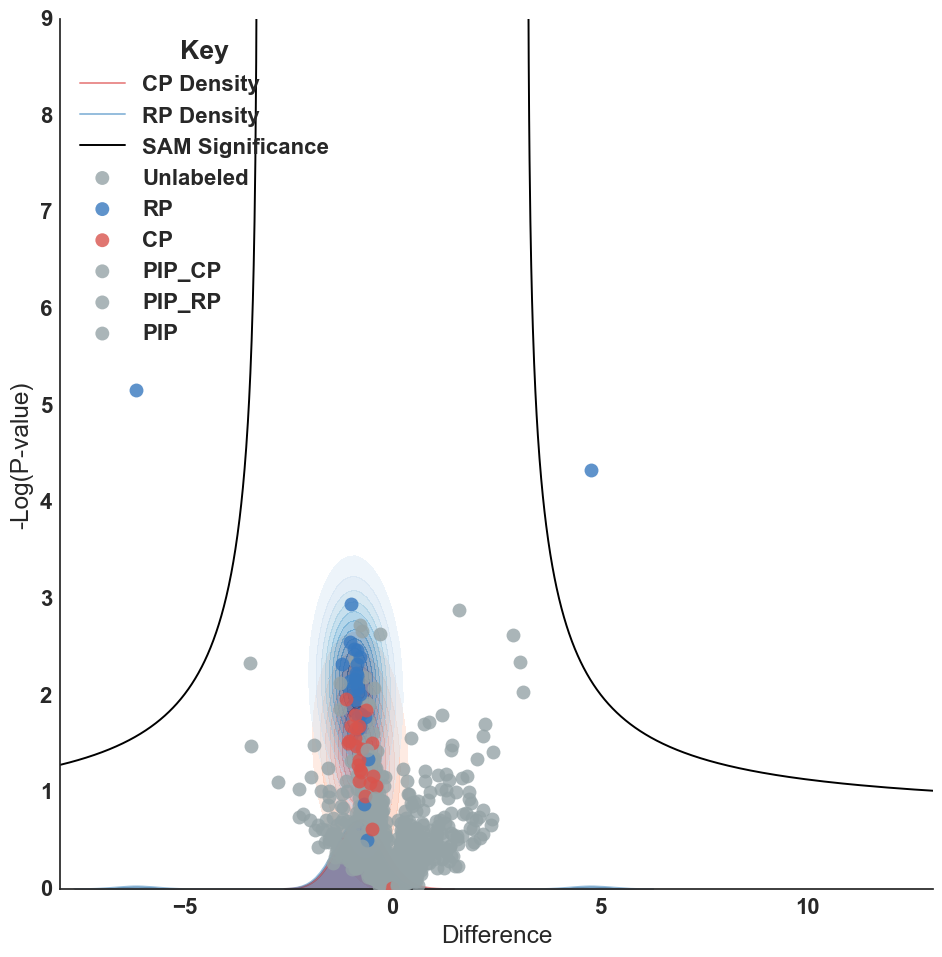 Key
CP Density
RP Density
SAM Significance
Unlabeled
RP
CP
PIP_CP
PIP_RP
PIP
9
8
7
6
5
4
3
2
1
0
-Log(P-value)
−5
0
5
10
Difference